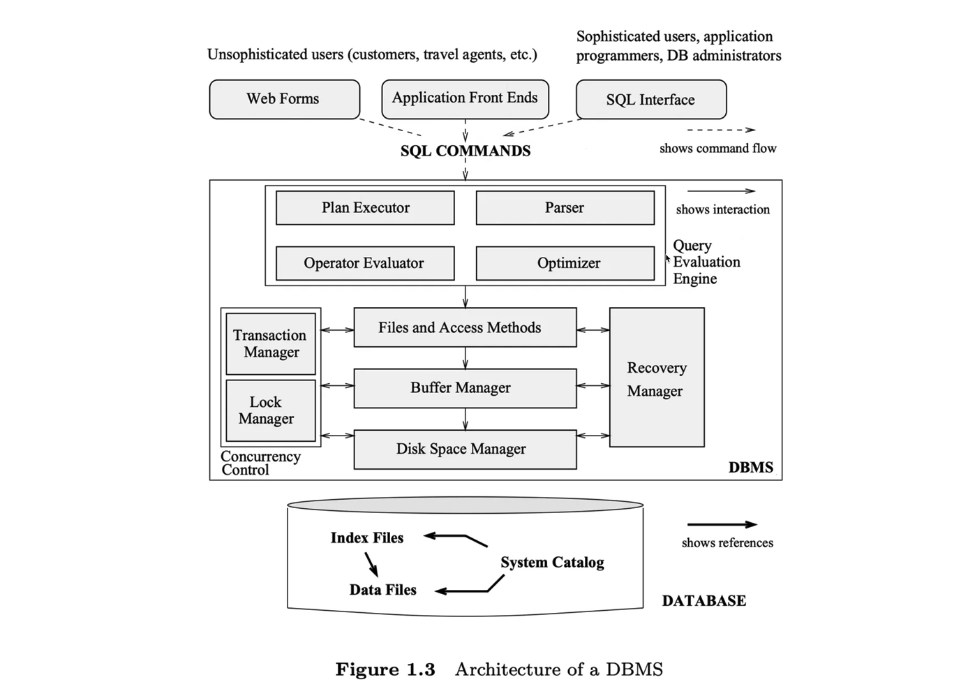 Unsophisticated users (customers, travel agents, etc.)
Sophisticated users, application
programmers, DB administrators
Web Forms
Application Front Ends
SQL Interface
SQL COMMANDS
shows command flow
Plan Executor
Parser
shows interaction
Operator Evaluator
Optimizer
Query
Evaluation
Engine
Transaction
Manager
Files and Access Methods
Recovery
Manager
Buffer Manager
Lock
Manager
Disk Space Manager
Concurrency
Control
DBMS
Index Files
shows references
System Catalog
Data Files
DATABASE
Figure 1.3 Architecture of a DBMS